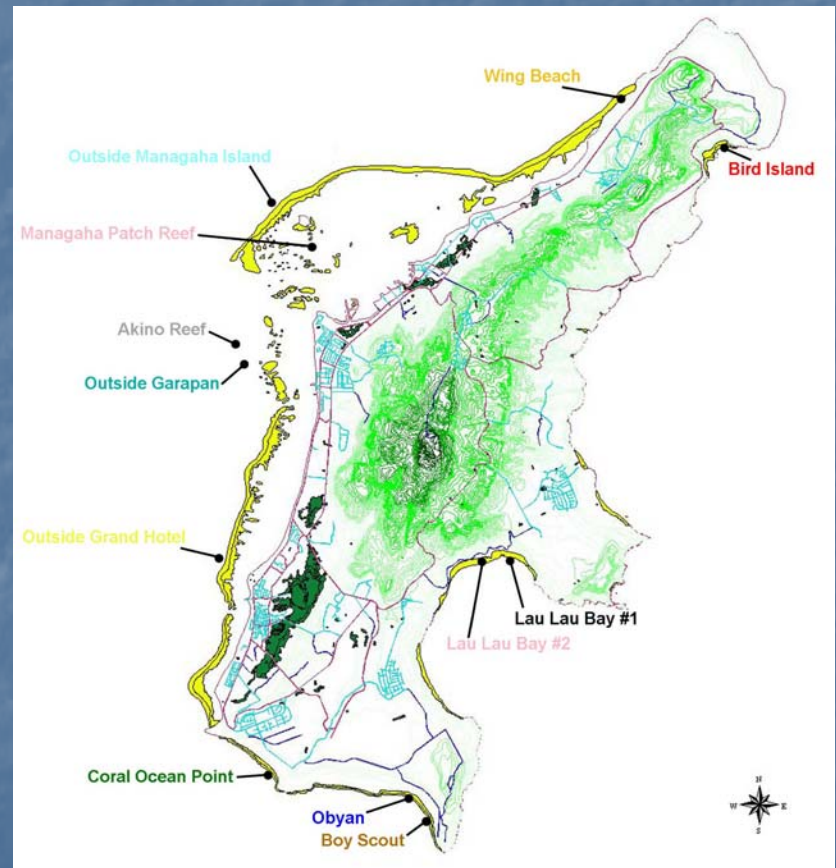 Wing Beach
Outside Managaha Island
Bird Island
Managaha Patch Reef
Akino Reef
Outside Garapan
Outside Grand Hotel
Lau Lau Bay #1
Lau Lau Bay #2
Coral Ocean Point
Obyan
Boy Scout
N
W E
S